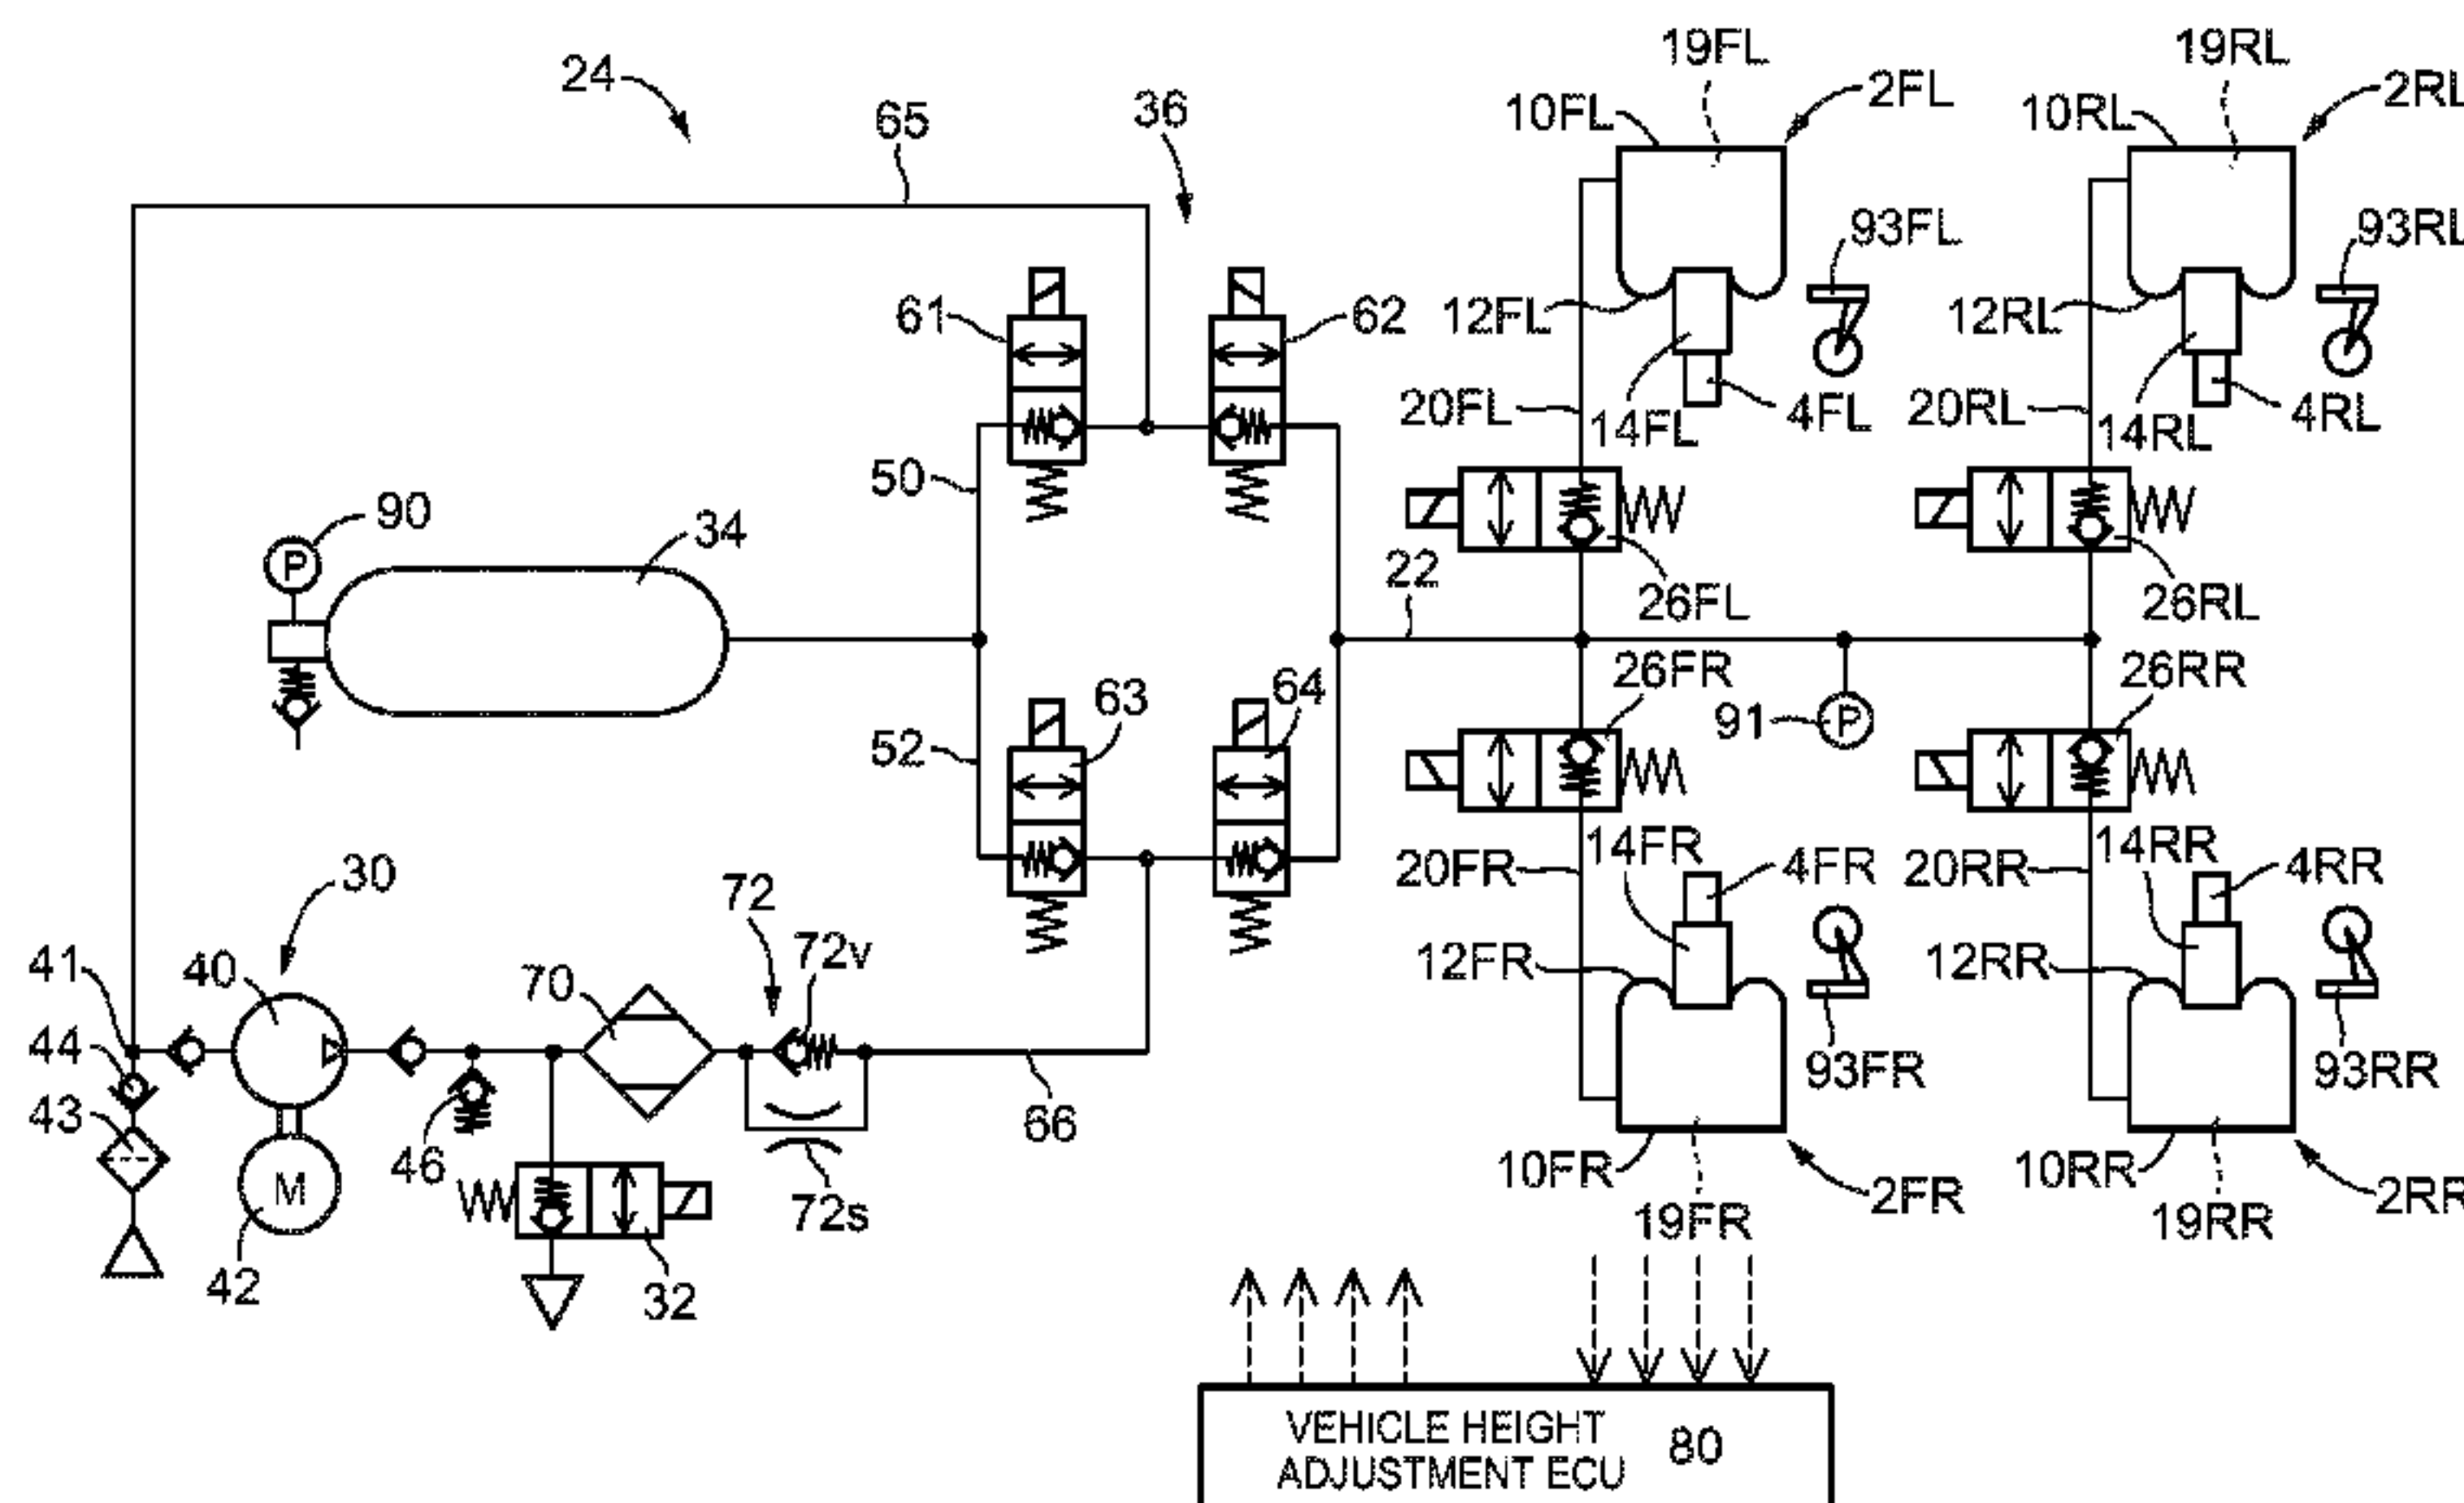 19FL 19RL
24 2FL 2RL
65 36 10FL 10RL
93FL 93RL
61 62 12FL 12RL
20FL 14FL 4FL 20RL 14RL 4RL
50
90 34 22 26FL 26RL
63 64 26FR 26RR
52 91 P
P
30 72 20FR 14FR 4FR 20RR 14RR 4RR
41 40 70 72v 12FR 12RR
44 93FR 93RR
43 46 66
M 72s 10FR 2FR 10RR 2RR
42 32 19FR 19RR
VEHICLE HEIGHT
ADJUSTMENT ECU 80